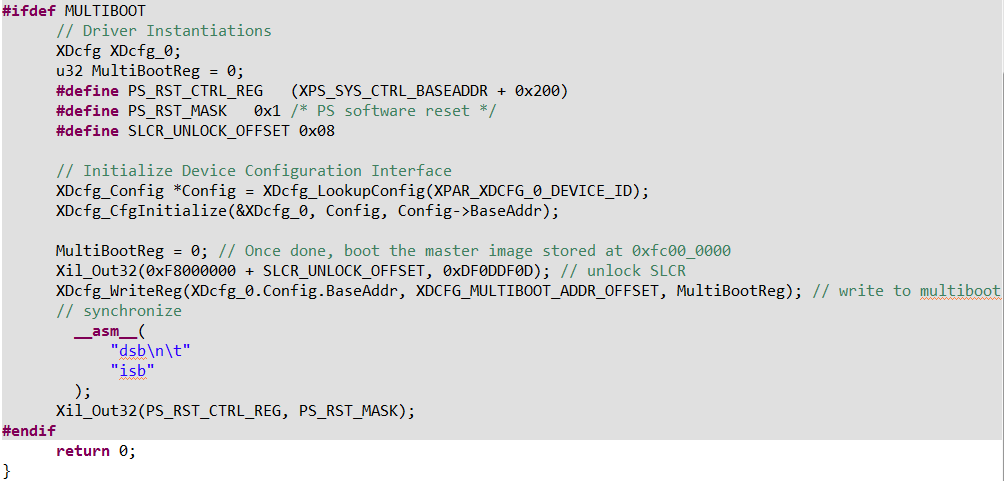 #ifdef MULTIBOOT
// Driver Instantiations
XDcfg XDcfg_0;
u32 MultiBootReg = 0;
#define PS_RST_CTRL_REG (XPS_SYS_CTRL_BASEADDR + 0x200)
#define PS_RST_MASK 0x1 /* PS software reset */
#define SLCR_UNLOCK_OFFSET 0x08
// Initialize Device Configuration Interface
XDcfg_Config *Config = XDcfg_LookupConfig(XPAR_XDCFG_0_DEVICE_ID);
XDcfg_CfgInitialize(&XDcfg_0, Config, Config->BaseAddr);
MultiBootReg = 0; // Once done, boot the master image stored at 0xfc00_0000
Xil_Out32(0xF8000000 + SLCR_UNLOCK_OFFSET, 0xDF0DDF0D); // unlock SLCR
XDcfg_WriteReg(XDcfg_0.Config.BaseAddr, XDCFG_MULTIBOOT_ADDR_OFFSET, MultiBootReg); // write to multiboot
// synchronize
__asm__(
"dsb\n\t"
"isb"
);
Xil_Out32(PS_RST_CTRL_REG, PS_RST_MASK);
#endif
return 0;
}